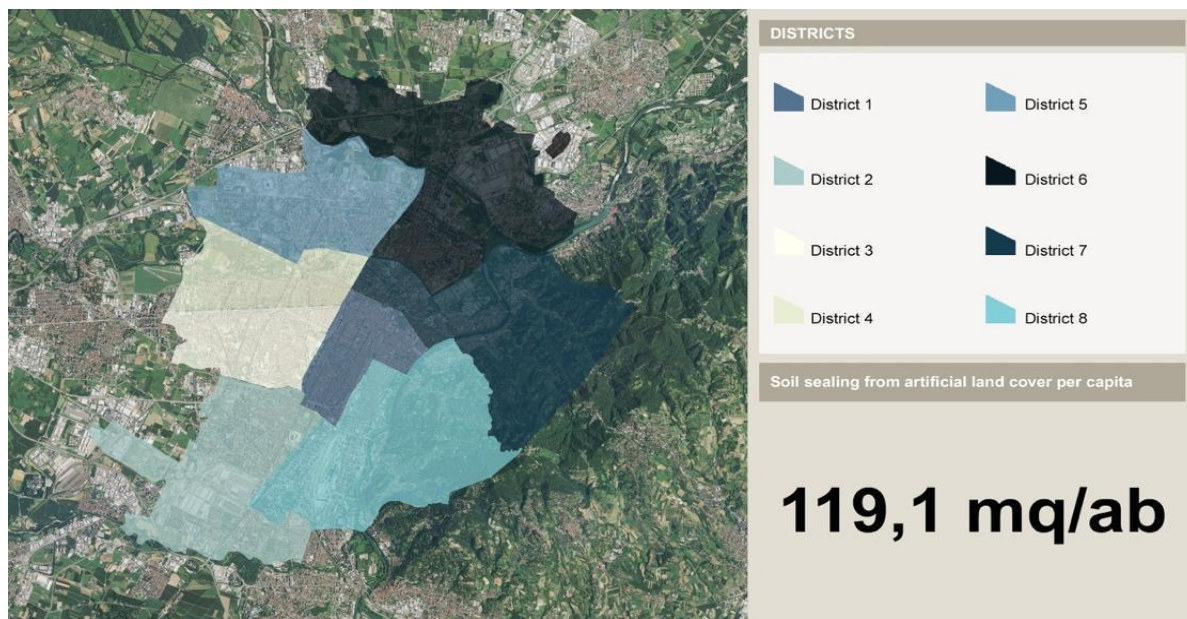 DISTRICTS
District 1
District 5
District 2
District 6
District 3
District 7
District 4
District 8
Soil sealing from artificial land cover per capita
119,1 mq/ab